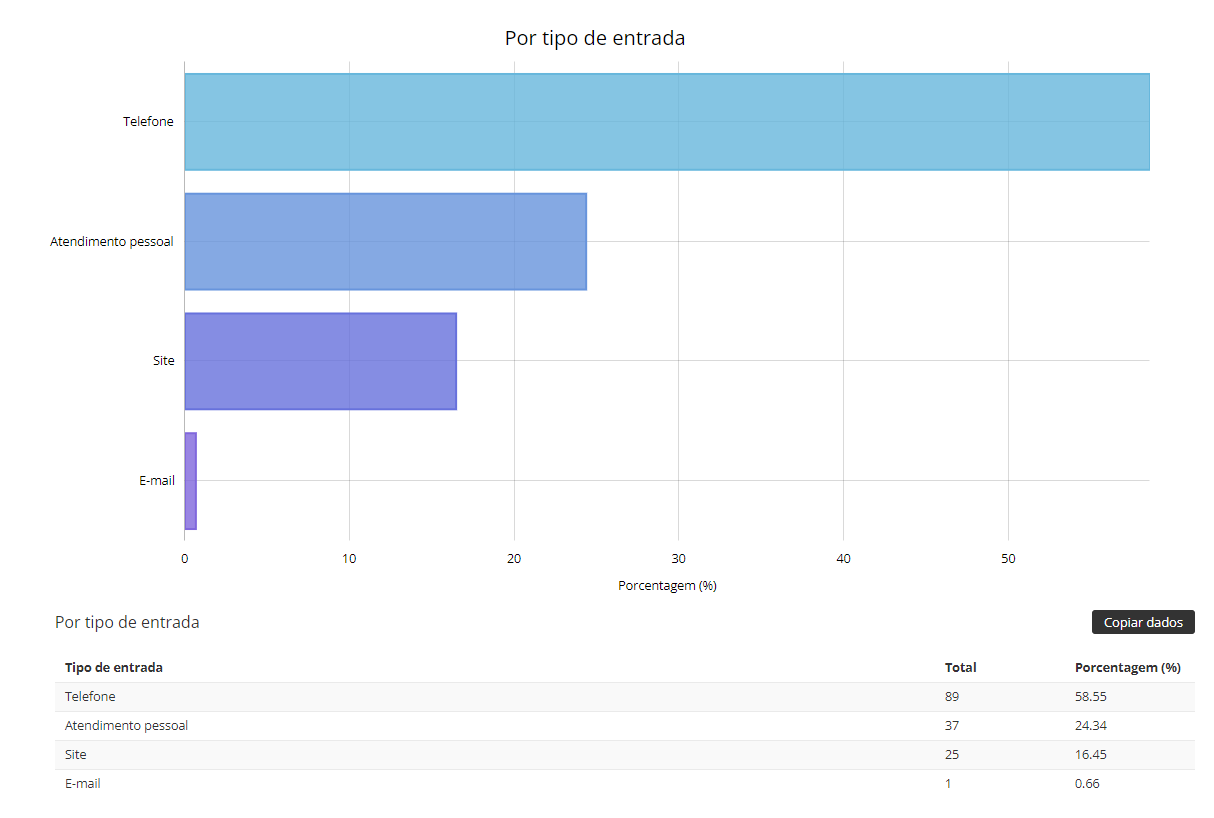 Por tipo de entrada
Telefone
Atendimento pessoal
Site
E-mail
0 10 20 30 40 50
Porcentagem (%)
Por tipo de entrada Copiar dados
Tipo de entrada Total Porcentagem (%)
Telefone 89 58.55
Atendimento pessoal 37 24.34
Site 25 16.45
E-mail 1 0.66